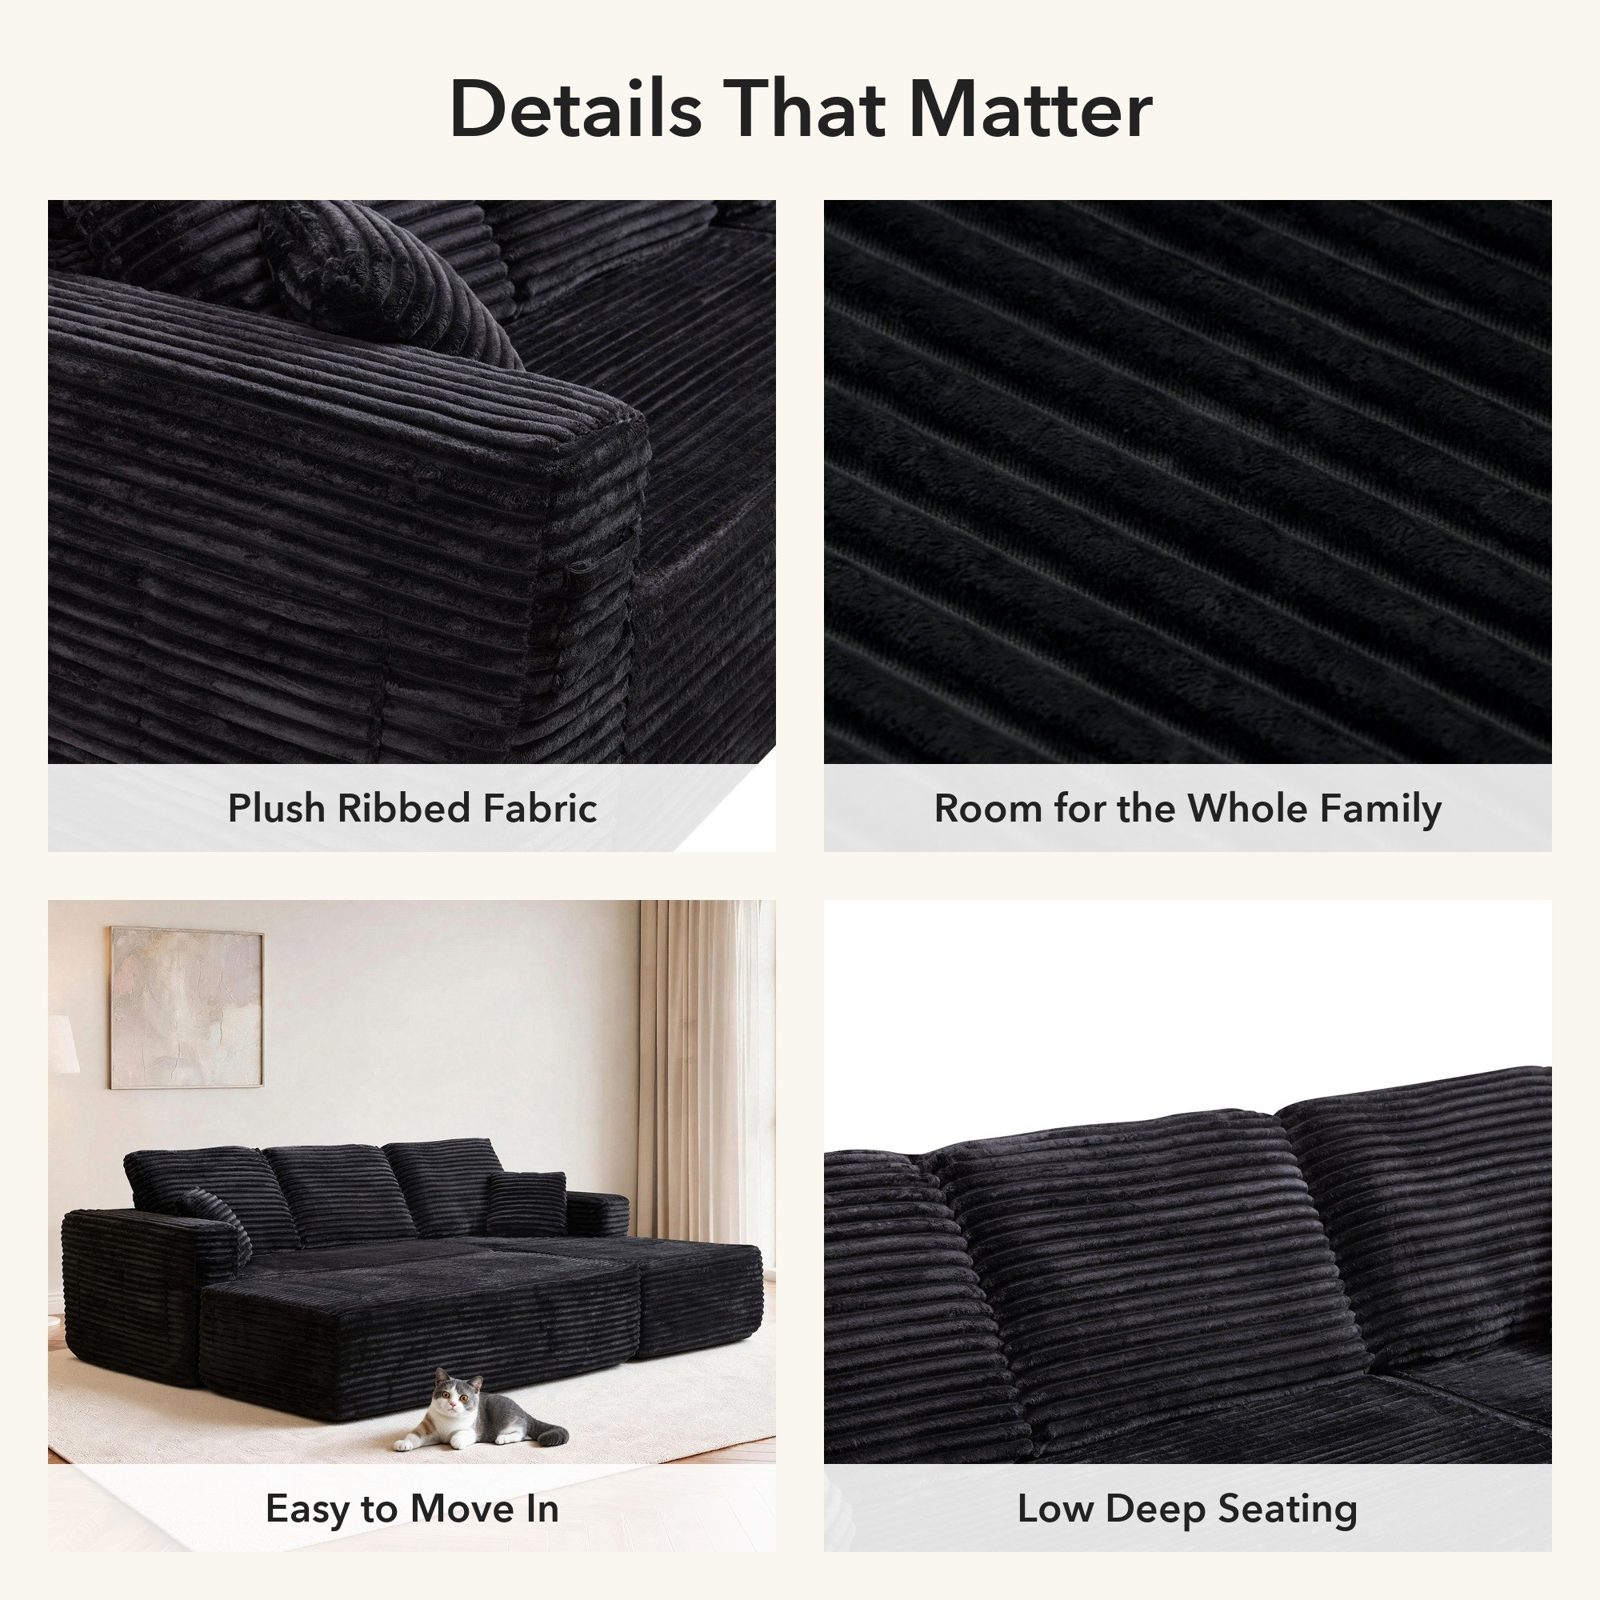 Details That Matter
Plush Ribbed Fabric
Room for the Whole Family
Easy to Move In
Low Deep Seating